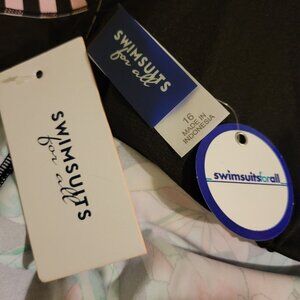 SWIMSUITS
for all
SWIMSUITS
for all
16
MADE IN
INDONESIA
swimsuitsforall